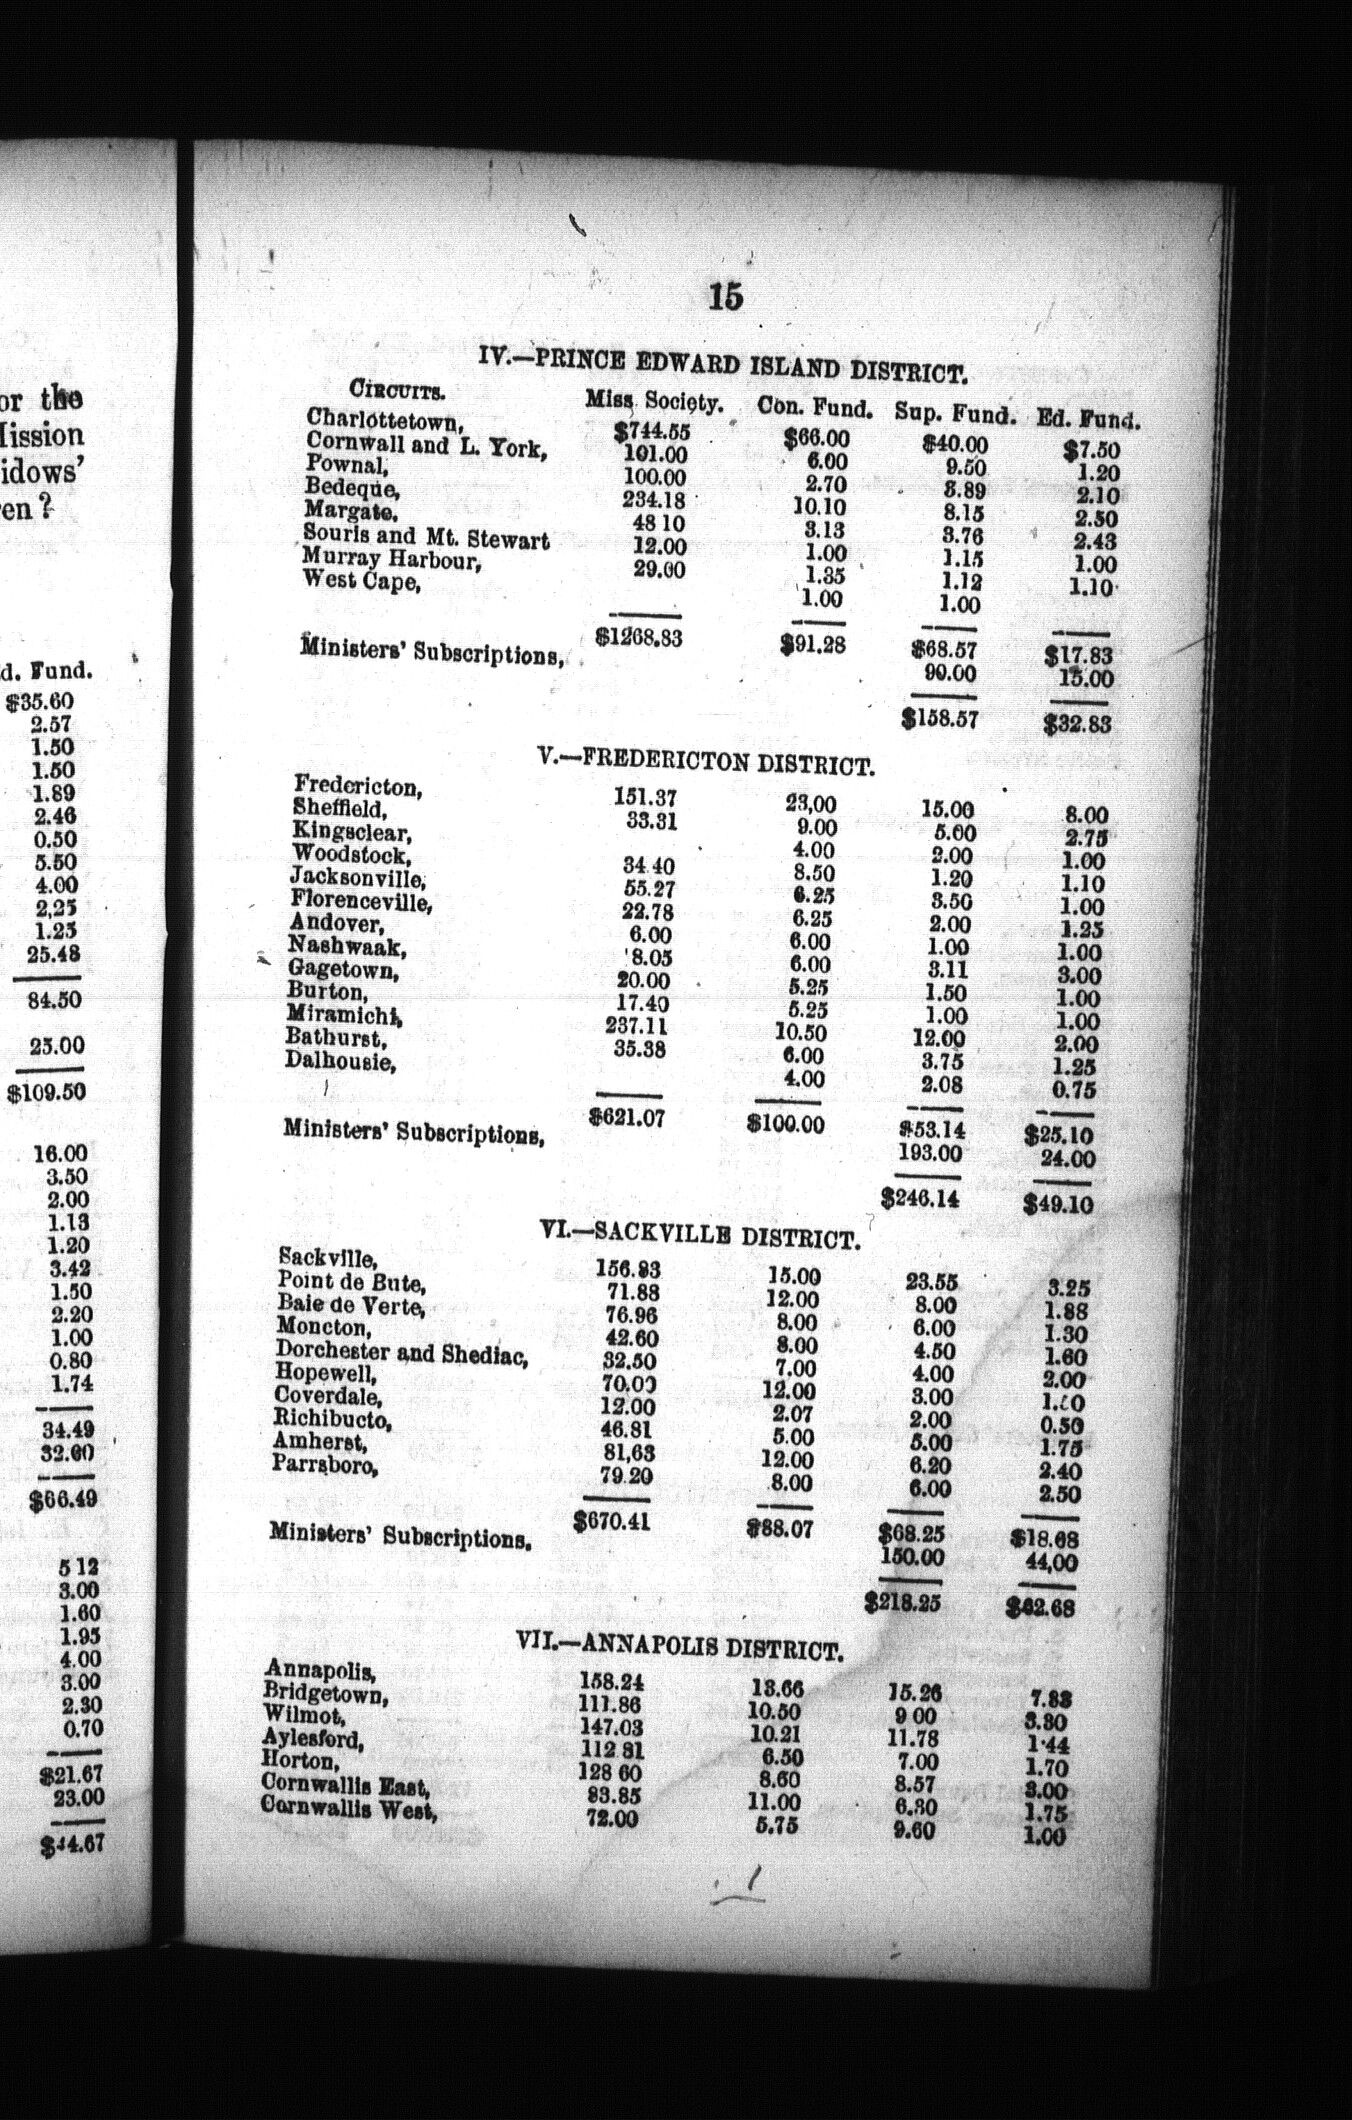 or the
Mission
idows'
en?
d. Fund.
$35.60
2.57
1.50
1.50
1.89
2.46
0.50
5.50
4.00
2,25
1.25
25.48
84.50
25.00
$109.50
16.00
3.50
2.00
1.13
1.20
3.42
1.50
2.20
1.00
0.80
1.74
34.49
32.00
$66.49
5 12
3.00
1.60
1.95
4.00
3.00
2.30
0.70
$21.67
23.00
$44.67
15
IV.—PRINCE EDWARD ISLAND DISTRICT.
CIRCUITS. Miss Society. Con. Fund. Sup. Fund. Ed. Fund.
Charlottetown, $744.55 $66.00 $40.00 $7.50
Cornwall and L. York, 101.00 6.00 9.50 1.20
Pownal, 100.00 2.70 3.89 2.10
Bedeque, 234.18 10.10 8.15 2.50
Margate, 48 10 3.13 3.76 2.43
Souris and Mt. Stewart 12.00 1.00 1.15 1.00
Murray Harbour, 29.00 1.35 1.12 1.10
West Cape, 1.00 1.00
$1268.83 $91.28 $68.57 $17.83
Ministers' Subscriptions, 90.00 15.00
$158.57 $32.83
V.—FREDERICTON DISTRICT.
Fredericton, 151.37 23,00 15.00 8.00
Sheffield, 33.31 9.00 5.00 2.75
Kingsclear, 4.00 2.00 1.00
Woodstock, 34 40 8.50 1.20 1.10
Jacksonville, 55.27 6.25 3.50 1.00
Florenceville, 22.78 6.25 2.00 1.25
Andover, 6.00 6.00 1.00 1.00
Nashwaak, 8.05 6.00 3.11 3.00
Gagetown, 20.00 5.25 1.50 1.00
Burton, 17.40 5.25 1.00 1.00
Miramichi, 237.11 10.50 12.00 2.00
Bathurst, 35.38 6.00 3.75 1.25
Dalhousie, 4.00 2.08 0.75
$621.07 $100.00 $53.14 $25.10
Ministers' Subscriptions, 193.00 24.00
$246.14 $49.10
VI.—SACKVILLE DISTRICT.
Sackville, 156.83 15.00 23.55 3.25
Point de Bute, 71.88 12.00 8.00 1.88
Baie de Verte, 76.96 8.00 6.00 1.30
Moncton, 42.60 8.00 4.50 1.60
Dorchester and Shediac, 32.50 7.00 4.00 2.00
Hopewell, 70.00 12.00 3.00 1.50
Coverdale, 12.00 2.07 2.00 0.50
Richibucto, 46.81 5.00 5.00 1.75
Amherst, 81,63 12.00 6.20 2.40
Parrsboro, 79.20 8.00 6.00 2.50
$670.41 $88.07 $68.25 $18.68
Ministers' Subscriptions. 150.00 44,00
$218.25 $62.68
VII.—ANNAPOLIS DISTRICT.
Annapolis, 158.24 13.66 15.26 7.83
Bridgetown, 111.86 10.50 9 00 3.30
Wilmot, 147.03 10.21 11.78 1.44
Aylesford, 112 81 6.50 7.00 1.70
Horton, 128 60 8.60 8.57 3.00
Cornwallis East, 93.85 11.00 6.80 1.75
Cornwallis West, 72.00 5.75 9.60 1.00